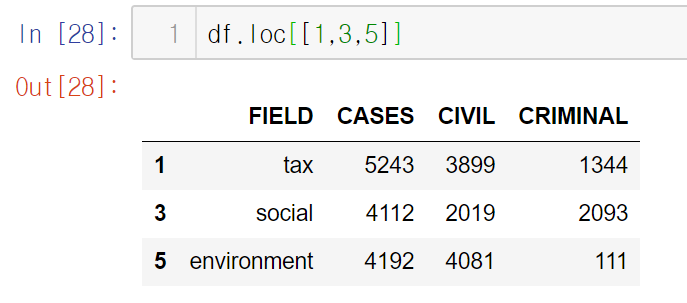 In [28]: 1 df.loc[[1,3,5]]
Out[28]:
FIELD CASES CIVIL CRIMINAL
1 tax 5243 3899 1344
3 social 4112 2019 2093
5 environment 4192 4081 111